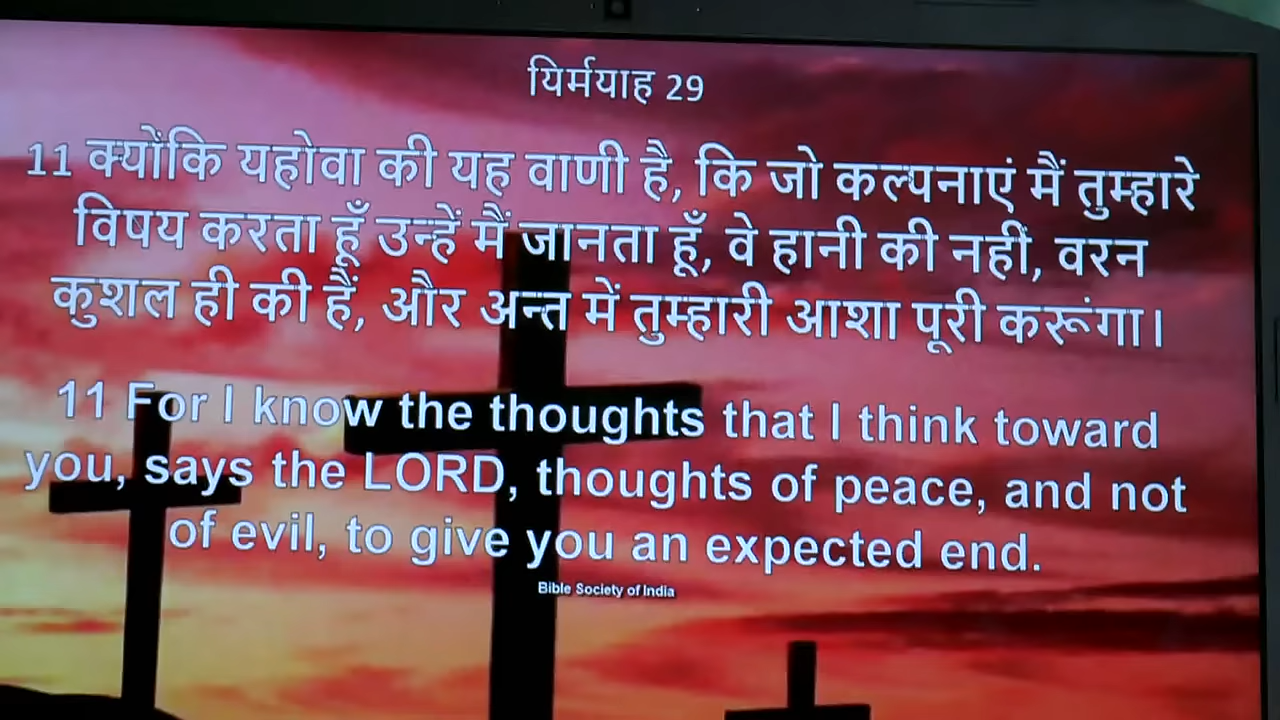 यिर्मयाह 29
11 क्योंकि यहोवा की यह वाणी है, कि जो कल्पनाएं मैं तुम्हारे
विषय करता हूँ उन्हें मैं जानता हूँ, वे हानी की नहीं, वरन
कुशल ही की हैं, और अन्त में तुम्हारी आशा पूरी करूंगा।
11 For I know the thoughts that I think toward
you, says the LORD, thoughts of peace, and not
of evil, to give you an expected end.
Bible Society of India